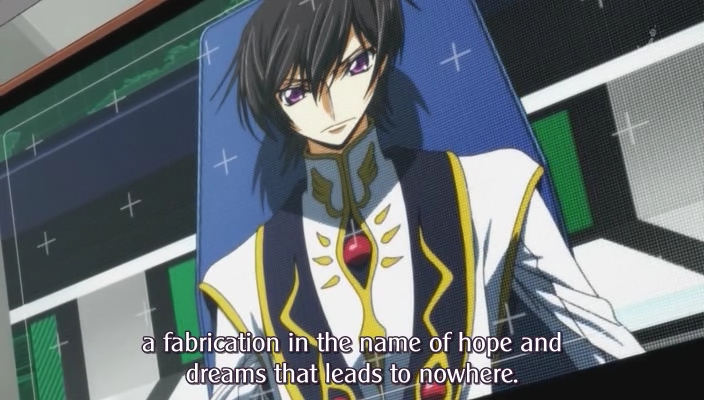 a fabrication in the name of hope and
dreams that leads to nowhere.